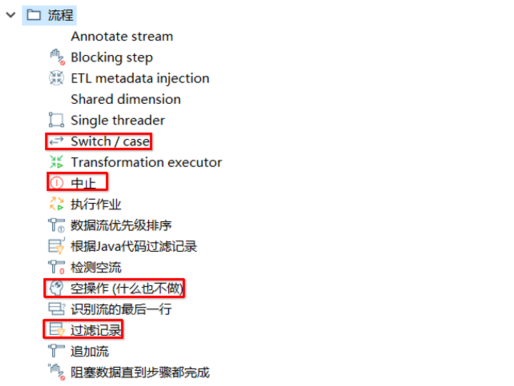 流程
Annotate stream
Blocking step
ETL metadata injection
Shared dimension
Single threader
Switch / case
Transformation executor
中止
执行作业
数据流优先级排序
根据Java代码过滤记录
检测空流
空操作 (什么也不做)
识别流的最后一行
过滤记录
追加流
阻塞数据直到步骤都完成